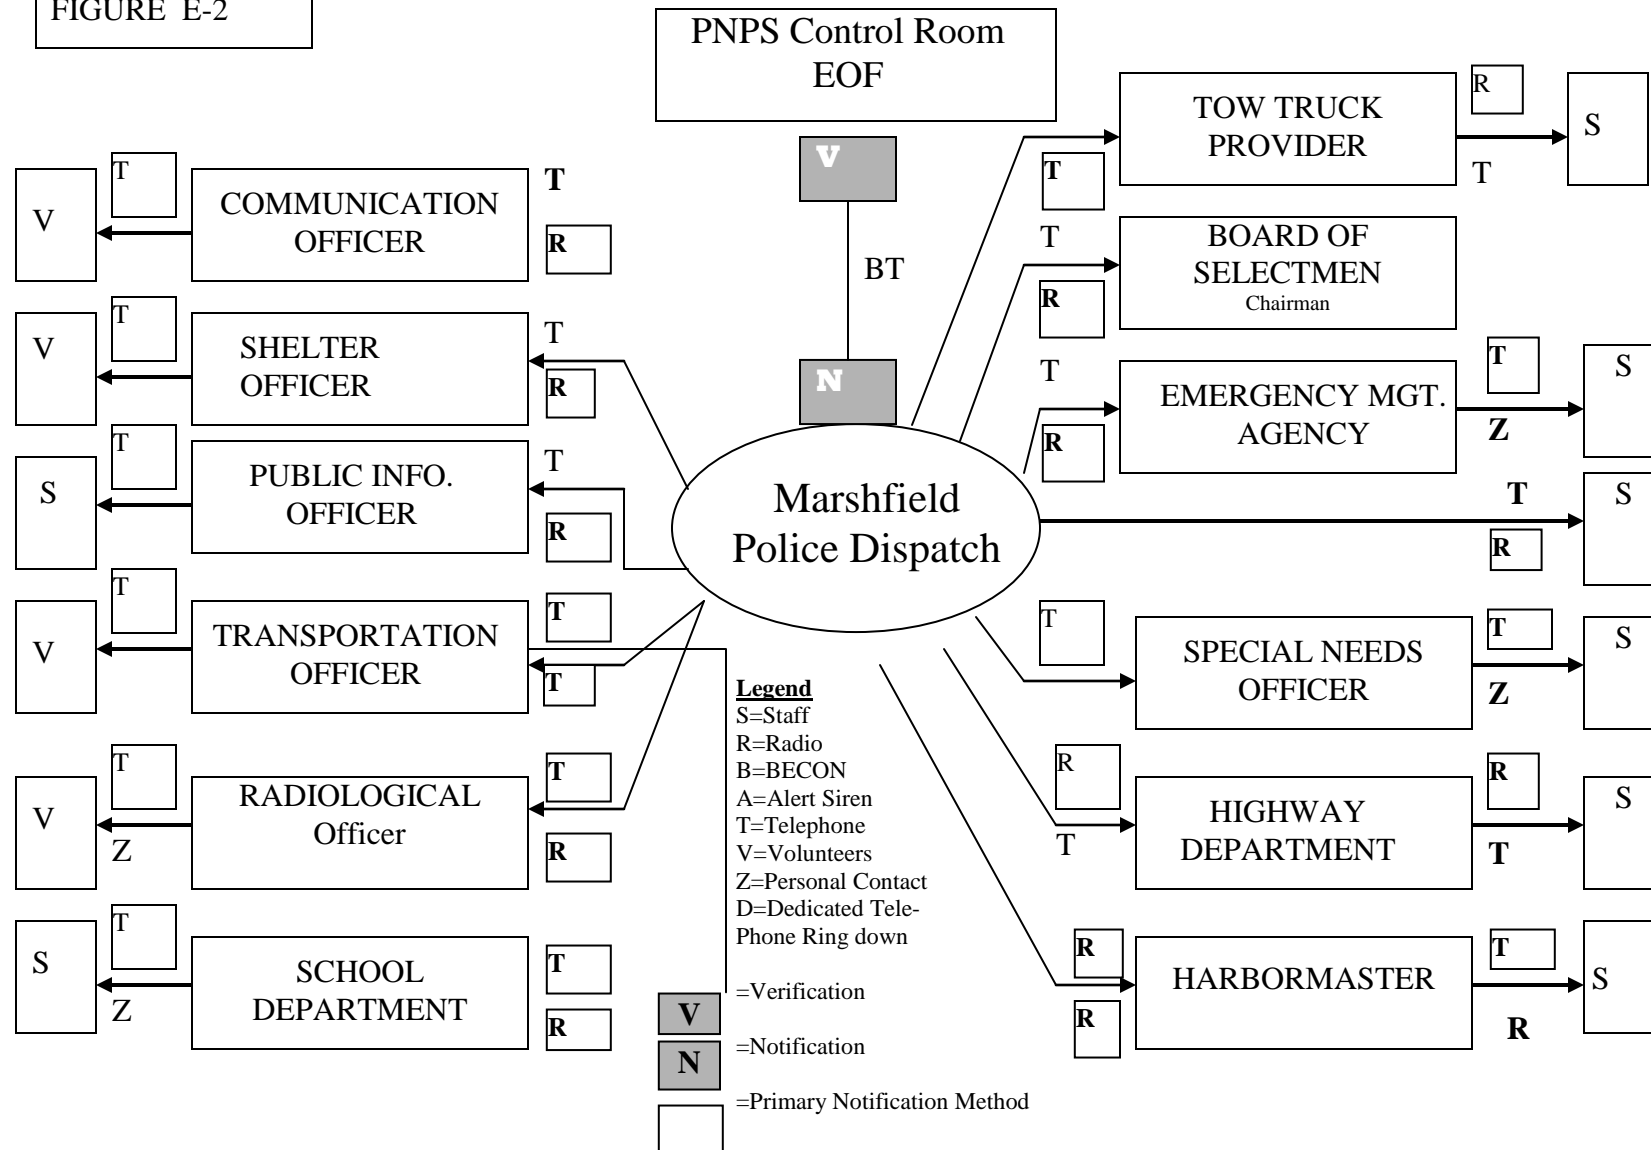 FIGURE E-2
PNPS Control Room
EOF
V
BT
N
Marshfield
Police Dispatch
V
T
COMMUNICATION
OFFICER
T
R
V
T
SHELTER
OFFICER
T
R
S
T
PUBLIC INFO.
OFFICER
T
R
V
T
TRANSPORTATION
OFFICER
T
T
V
T
Z
RADIOLOGICAL
Officer
T
R
S
T
Z
SCHOOL
DEPARTMENT
T
R
T
TOW TRUCK
PROVIDER
R
T
S
T
R
BOARD OF
SELECTMEN
Chairman
T
R
EMERGENCY MGT.
AGENCY
T
Z
S
T
R
S
T
SPECIAL NEEDS
OFFICER
T
Z
S
R
T
HIGHWAY
DEPARTMENT
R
T
S
R
R
HARBORMASTER
T
R
S
Legend
S=Staff
R=Radio
B=BECON
A=Alert Siren
T=Telephone
V=Volunteers
Z=Personal Contact
D=Dedicated Tele-
Phone Ring down
V =Verification
N =Notification
=Primary Notification Method